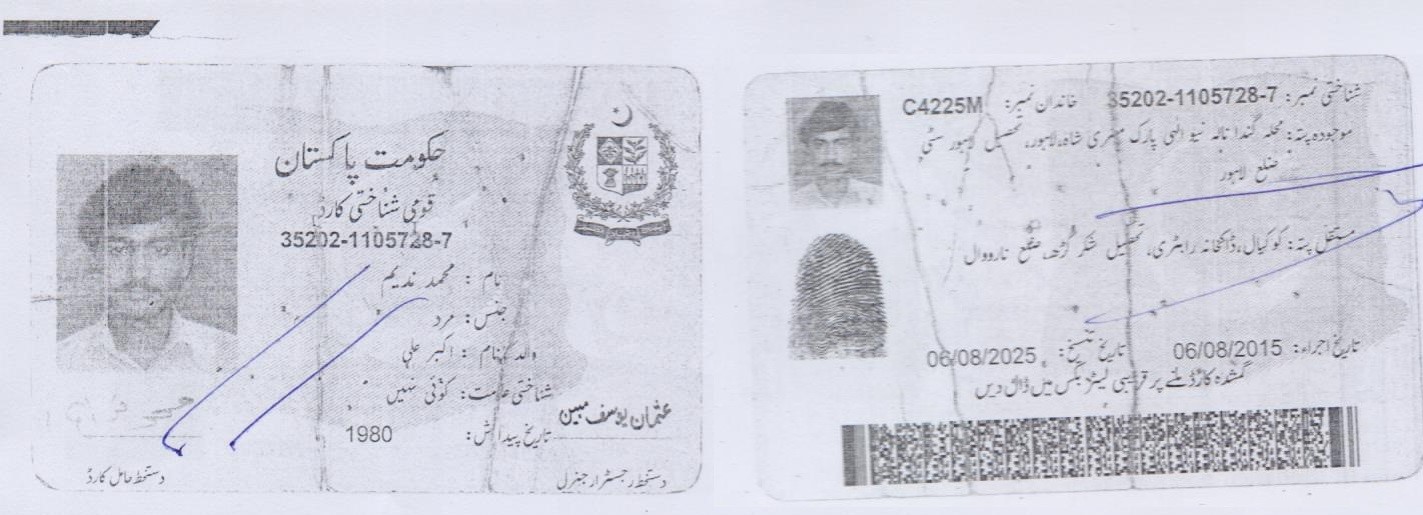 حکومت پاکستان
قومی شناختی کارڈ
35202-1105728-7
نام : محمد ندیم
جنس: مرد
والد کا نام : اکبر علی
شناختی علامت: کوئی نہیں
عثمان یوسف مبین
تاریخ پیدائش: 1980
دستخط حامل کارڈ
دستخط رجسٹرار جنرل
شناختی نمبر: 35202-1105728-7 خاندان نمبر: C4225M
موجودہ پتہ: محلہ گندا نالہ نیو الٰہی پارک مصری شاہ، لاہور، تحصیل لاہور سٹی
ضلع لاہور
مستقل پتہ: کوکیال، ڈاکخانہ تحصیل شکر گڑھ، ضلع نارووال
تاریخ اجراء: 06/08/2015 تاریخ تنسیخ: 06/08/2025
گمشدہ کارڈ ملنے پر قریبی لیٹر بکس میں ڈال دیں